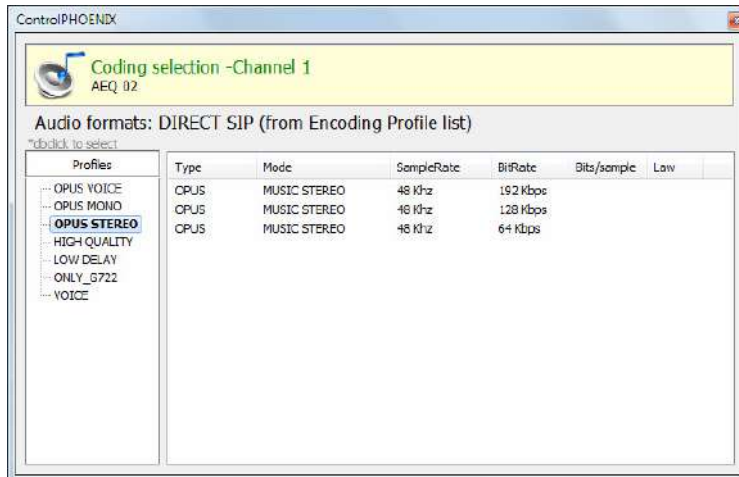 ControlPHOENIX
Coding selection -Channel 1
AEQ 02
Audio formats: DIRECT SIP (from Encoding Profile list)
*dbclick to select
Profiles
OPUS VOICE
OPUS MONO
OPUS STEREO
HIGH QUALITY
LOW DELAY
ONLY_G722
VOICE
Type Mode SampleRate BitRate Bits/sample Law
OPUS MUSIC STEREO 48 Khz 192 Kbps
OPUS MUSIC STEREO 48 Khz 128 Kbps
OPUS MUSIC STEREO 48 Khz 64 Kbps